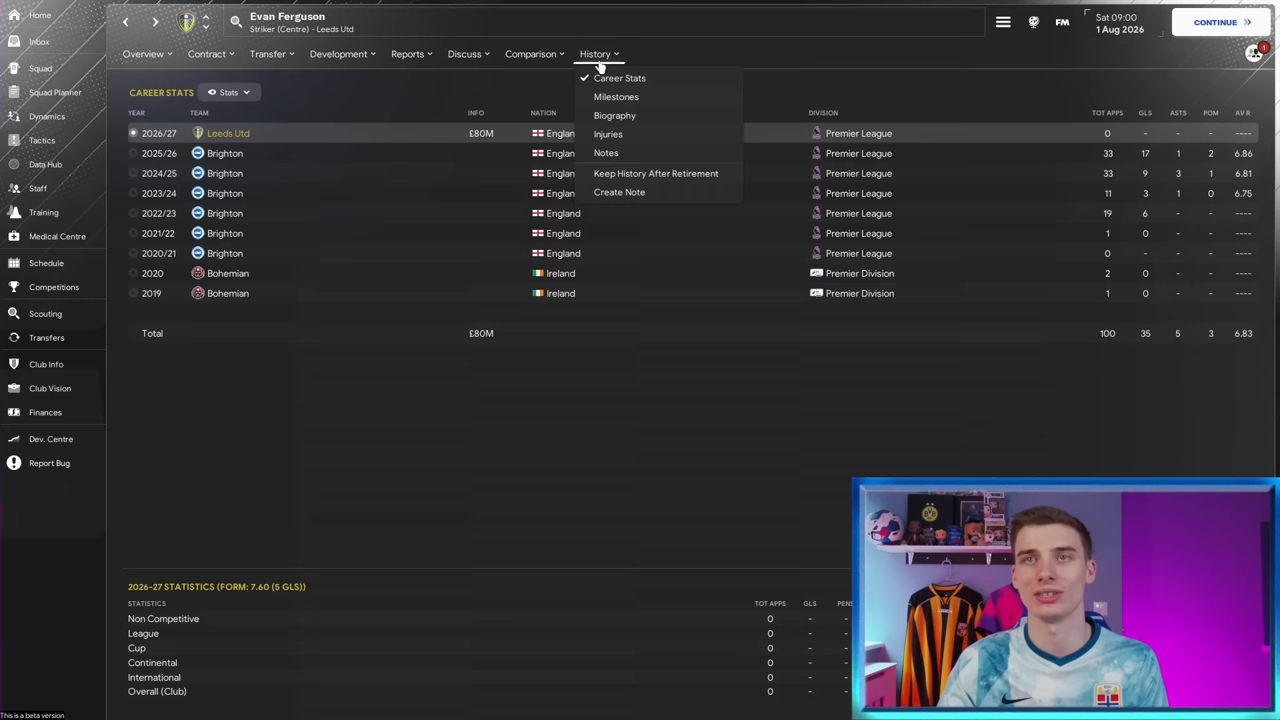 Home
Inbox
Squad
Squad Planner
Dynamics
Tactics
Data Hub
Staff
Training
Medical Centre
Schedule
Competitions
Scouting
Transfers
Club Info
Club Vision
Finances
Dev. Centre
Report Bug
This is a beta version
Evan Ferguson
Striker (Centre) - Leeds Utd
FM
Sat 09:00
1 Aug 2026
CONTINUE
1
Overview Contract Transfer Development Reports Discuss Comparison History
Career Stats
Milestones
Biography
Injuries
Notes
Keep History After Retirement
Create Note
CAREER STATS Stats
YEAR TEAM INFO NATION DIVISION TOT APPS GLS ASTS POM AV R
2026/27 Leeds Utd £80M England Premier League 0 - - - ----
2025/26 Brighton Englan Premier League 33 17 1 2 6.86
2024/25 Brighton Englan Premier League 33 9 3 1 6.81
2023/24 Brighton Englan Premier League 11 3 1 0 6.75
2022/23 Brighton England Premier League 19 6 - - ----
2021/22 Brighton England Premier League 1 0 - - ----
2020/21 Brighton England Premier League 0 - - - ----
2020 Bohemian Ireland Premier Division 2 0 - - ----
2019 Bohemian Ireland Premier Division 1 0 - - ----
Total £80M 100 35 5 3 6.83
2026-27 STATISTICS (FORM: 7.60 (5 GLS))
STATISTICS TOT APPS GLS PENS
Non Competitive 0 - -
League 0 - -
Cup 0 - -
Continental 0 - -
International 0 - -
Overall (Club) 0 - -